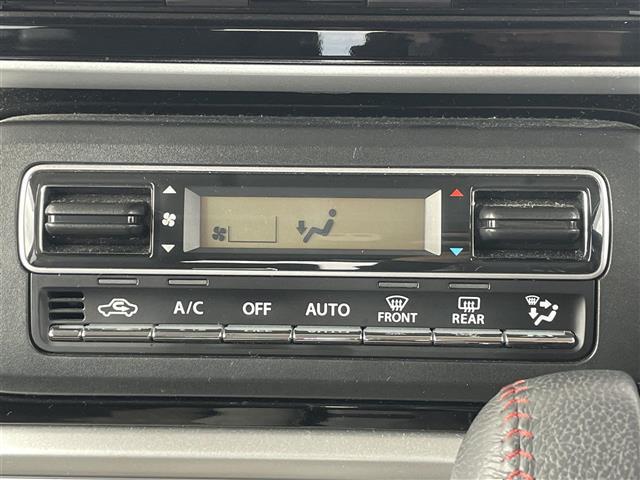 A/C OFF AUTO FRONT REAR